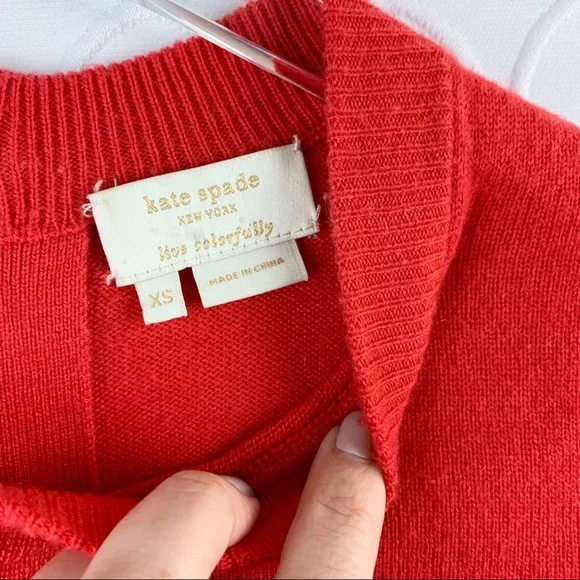 kate spade
NEW YORK
live colorfully
XS
MADE IN CHINA